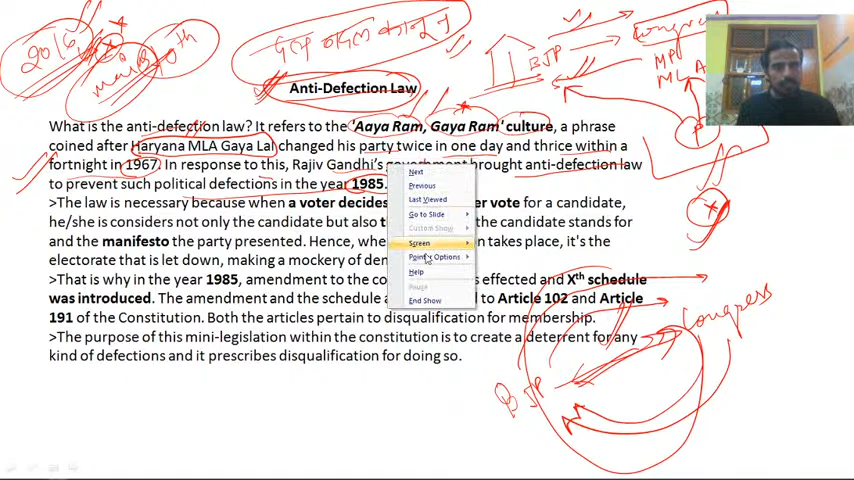 2016
March 10th
दल बदल कानून
BJP
Congress
MP
MLA
P
Anti-Defection Law
What is the anti-defection law? It refers to the 'Aaya Ram, Gaya Ram' culture, a phrase
coined after Haryana MLA Gaya Lal changed his party twice in one day and thrice within a
fortnight in 1967. In response to this, Rajiv Gandhi's government brought anti-defection law
to prevent such political defections in the year 1985.
>The law is necessary because when a voter decides vote for a candidate,
he/she is considers not only the candidate but also the candidate stands for
and the manifesto the party presented. Hence, whe n takes place, it's the
electorate that is let down, making a mockery of den
>That is why in the year 1985, amendment to the c s effected and Xth schedule
was introduced. The amendment and the schedule a d to Article 102 and Article
191 of the Constitution. Both the articles pertain to disqualification for membership.
>The purpose of this mini-legislation within the constitution is to create a deterrent for any
kind of defections and it prescribes disqualification for doing so.
Next
Previous
Last Viewed
Go to Slide
Custom Show
Screen
Pointer Options
Help
Pause
End Show
Congress
BJP